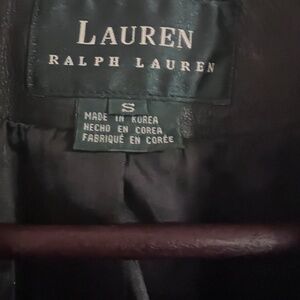 LAUREN
RALPH LAUREN
S
MADE IN KOREA
HECHO EN COREA
FABRIQUÉ EN CORÉE